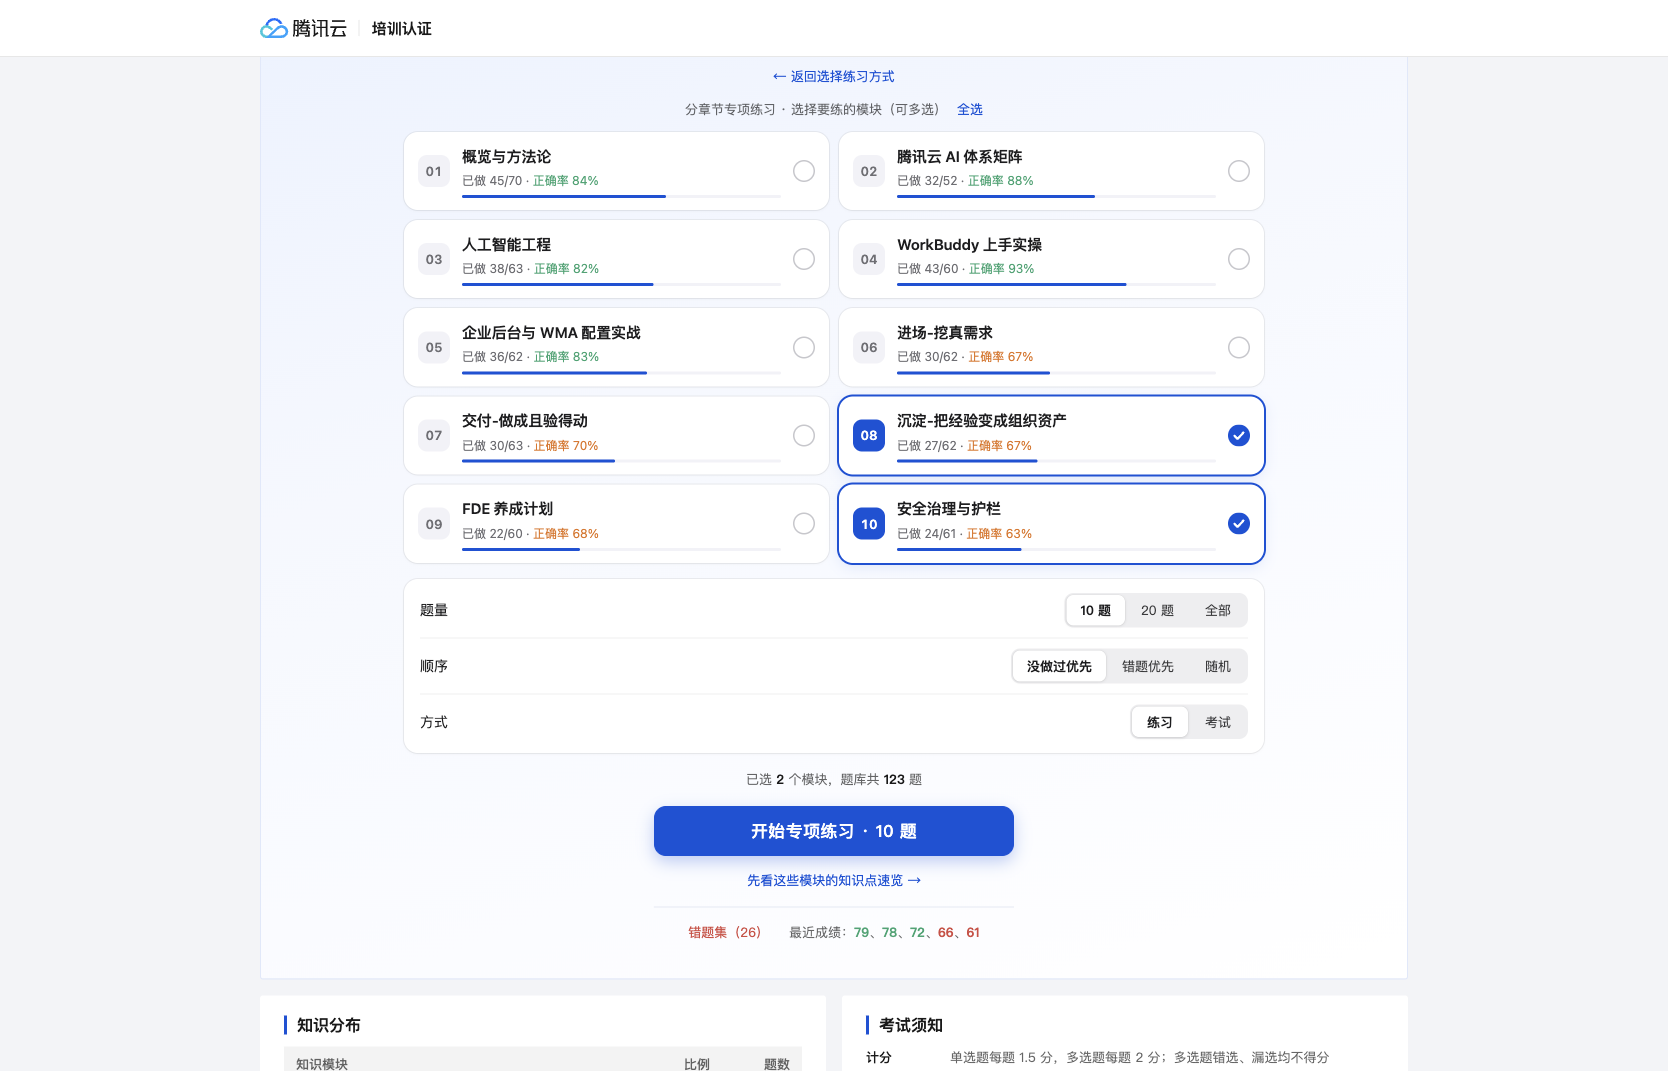 腾讯云 培训认证
← 返回选择练习方式
分章节专项练习 · 选择要练的模块（可多选） 全选
01 概览与方法论
已做 45/70 · 正确率 84%
02 腾讯云 AI 体系矩阵
已做 32/52 · 正确率 88%
03 人工智能工程
已做 38/63 · 正确率 82%
04 WorkBuddy 上手实操
已做 43/60 · 正确率 93%
05 企业后台与 WMA 配置实战
已做 36/62 · 正确率 83%
06 进场-挖真需求
已做 30/62 · 正确率 67%
07 交付-做成且验得动
已做 30/63 · 正确率 70%
08 沉淀-把经验变成组织资产
已做 27/62 · 正确率 67%
09 FDE 养成计划
已做 22/60 · 正确率 68%
10 安全治理与护栏
已做 24/61 · 正确率 63%
题量 10 题 20 题 全部
顺序 没做过优先 错题优先 随机
方式 练习 考试
已选 2 个模块，题库共 123 题
开始专项练习 · 10 题
先看这些模块的知识点速览 →
错题集（26） 最近成绩：79、78、72、66、61
知识分布
知识模块 比例 题数
考试须知
计分 单选题每题 1.5 分，多选题每题 2 分；多选题错选、漏选均不得分